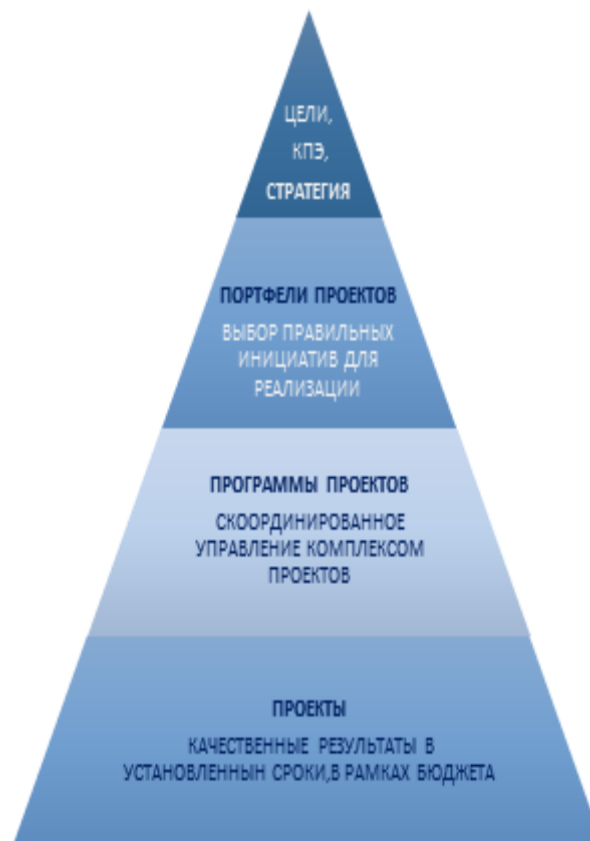 ЦЕЛИ,
КПЭ,
СТРАТЕГИЯ
ПОРТФЕЛИ ПРОЕКТОВ
ВЫБОР ПРАВИЛЬНЫХ
ИНИЦИАТИВ ДЛЯ
РЕАЛИЗАЦИИ
ПРОГРАММЫ ПРОЕКТОВ
СКООРДИНИРОВАННОЕ
УПРАВЛЕНИЕ КОМПЛЕКСОМ
ПРОЕКТОВ
ПРОЕКТЫ
КАЧЕСТВЕННЫЕ РЕЗУЛЬТАТЫ В
УСТАНОВЛЕННЫН СРОКИ,В РАМКАХ БЮДЖЕТА